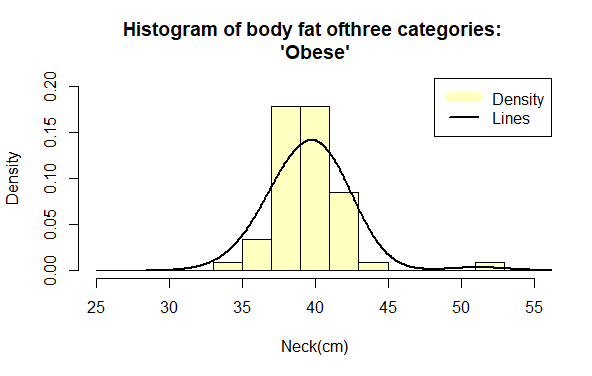 Histogram of body fat ofthree categories:
'Obese'
Density
Lines
Density
0.00
0.05
0.10
0.15
0.20
25 30 35 40 45 50 55
Neck(cm)